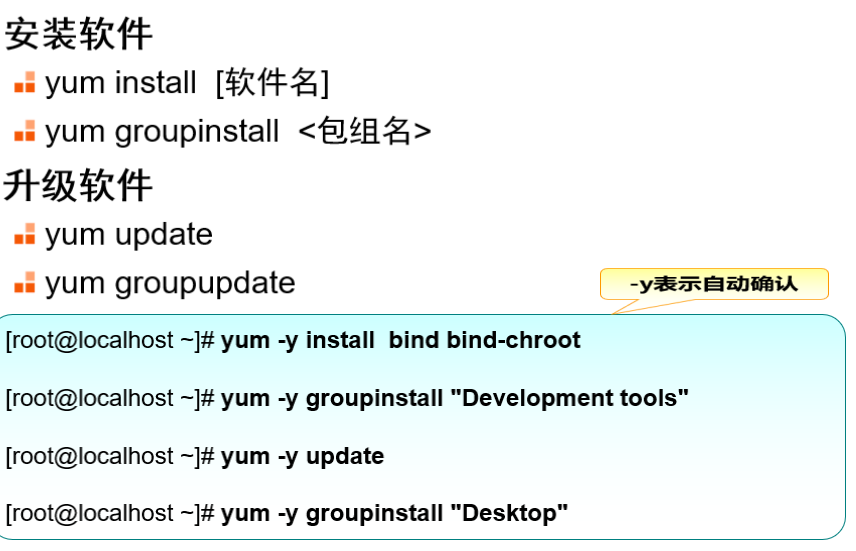 安装软件
yum install [软件名]
yum groupinstall <包组名>
升级软件
yum update
yum groupupdate
-y表示自动确认
[root@localhost ~]# yum -y install bind bind-chroot
[root@localhost ~]# yum -y groupinstall "Development tools"
[root@localhost ~]# yum -y update
[root@localhost ~]# yum -y groupinstall "Desktop"